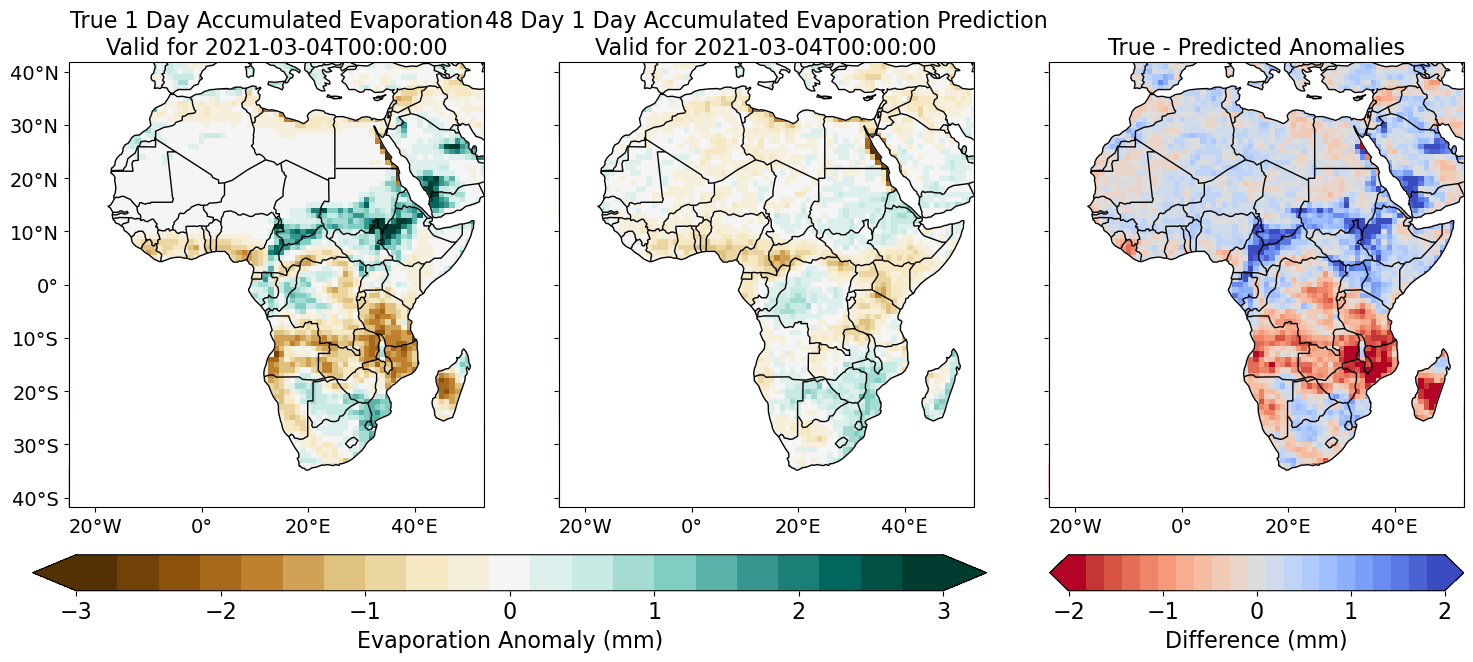 True 1 Day Accumulated Evaporation
Valid for 2021-03-04T00:00:00
48 Day 1 Day Accumulated Evaporation Prediction
Valid for 2021-03-04T00:00:00
True - Predicted Anomalies
40°N
30°N
20°N
10°N
0°
10°S
20°S
30°S
40°S
20°W 0° 20°E 40°E
20°W 0° 20°E 40°E
20°W 0° 20°E 40°E
−3 −2 −1 0 1 2 3
Evaporation Anomaly (mm)
−2 −1 0 1 2
Difference (mm)